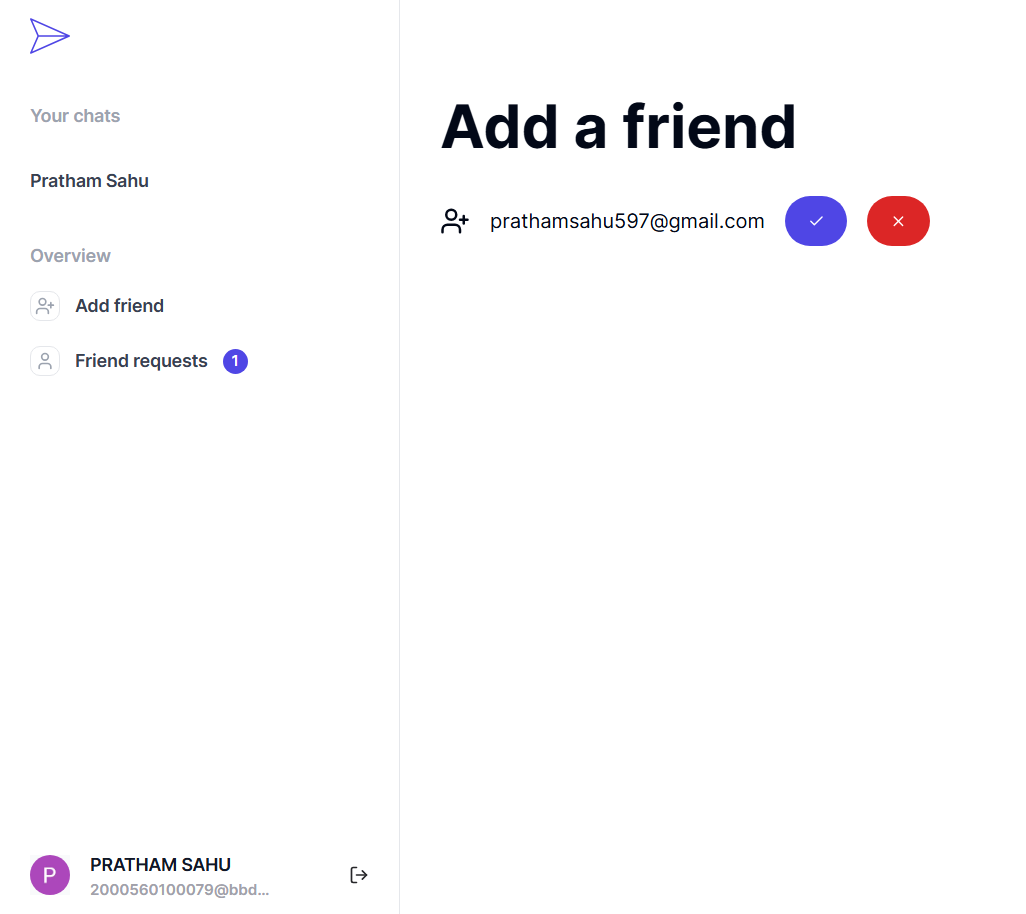 Your chats
Pratham Sahu
Overview
Add friend
Friend requests 1
P PRATHAM SAHU
2000560100079@bbd...
Add a friend
prathamsahu597@gmail.com